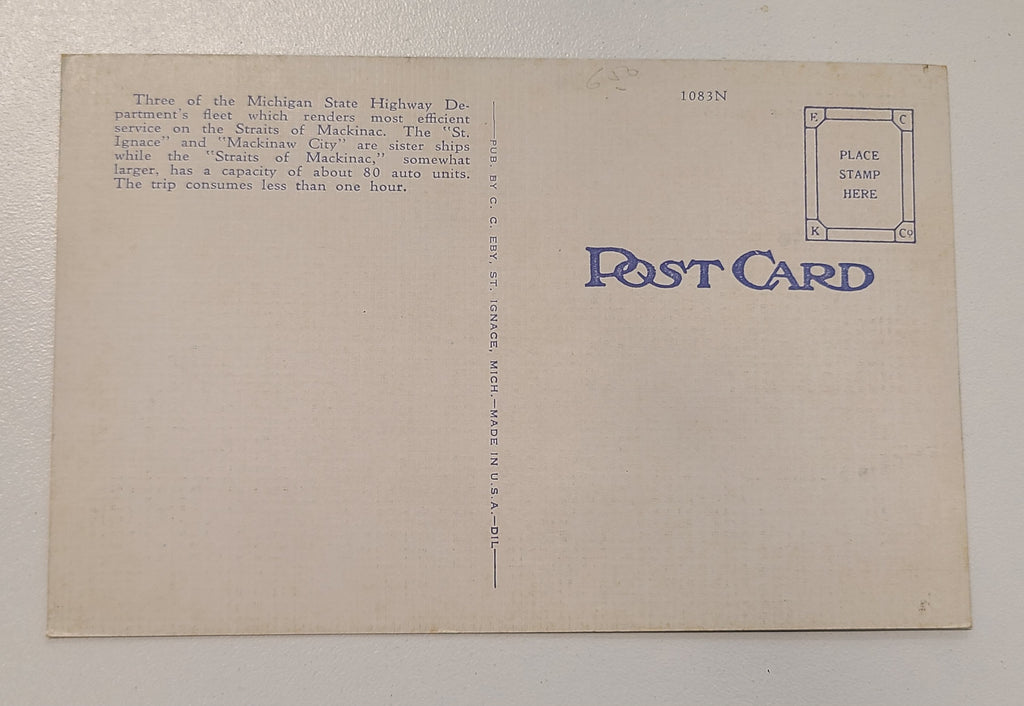 Three of the Michigan State Highway De-
partment's fleet which renders most efficient
service on the Straits of Mackinac. The "St.
Ignace" and "Mackinaw City" are sister ships
while the "Straits of Mackinac," somewhat
larger, has a capacity of about 80 auto units.
The trip consumes less than one hour.
PUB. BY C. C. EBY, ST. IGNACE, MICH.—MADE IN U.S.A.—DIL
1083N
E C
PLACE
STAMP
HERE
K Co
POST CARD